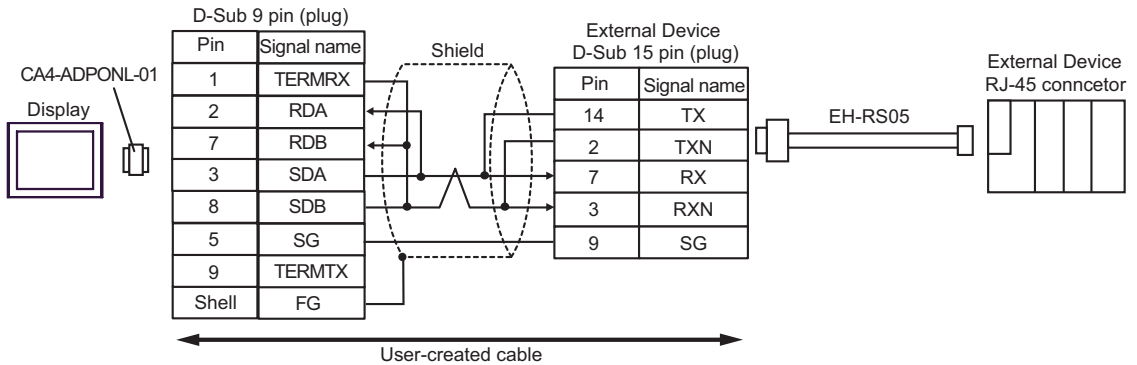 D-Sub 9 pin (plug)
Pin Signal name
1 TERMRX
2 RDA
7 RDB
3 SDA
8 SDB
5 SG
9 TERMTX
Shell FG
CA4-ADPONL-01
Display
Shield
External Device
D-Sub 15 pin (plug)
Pin Signal name
14 TX
2 TXN
7 RX
3 RXN
9 SG
EH-RS05
External Device
RJ-45 conncetor
User-created cable